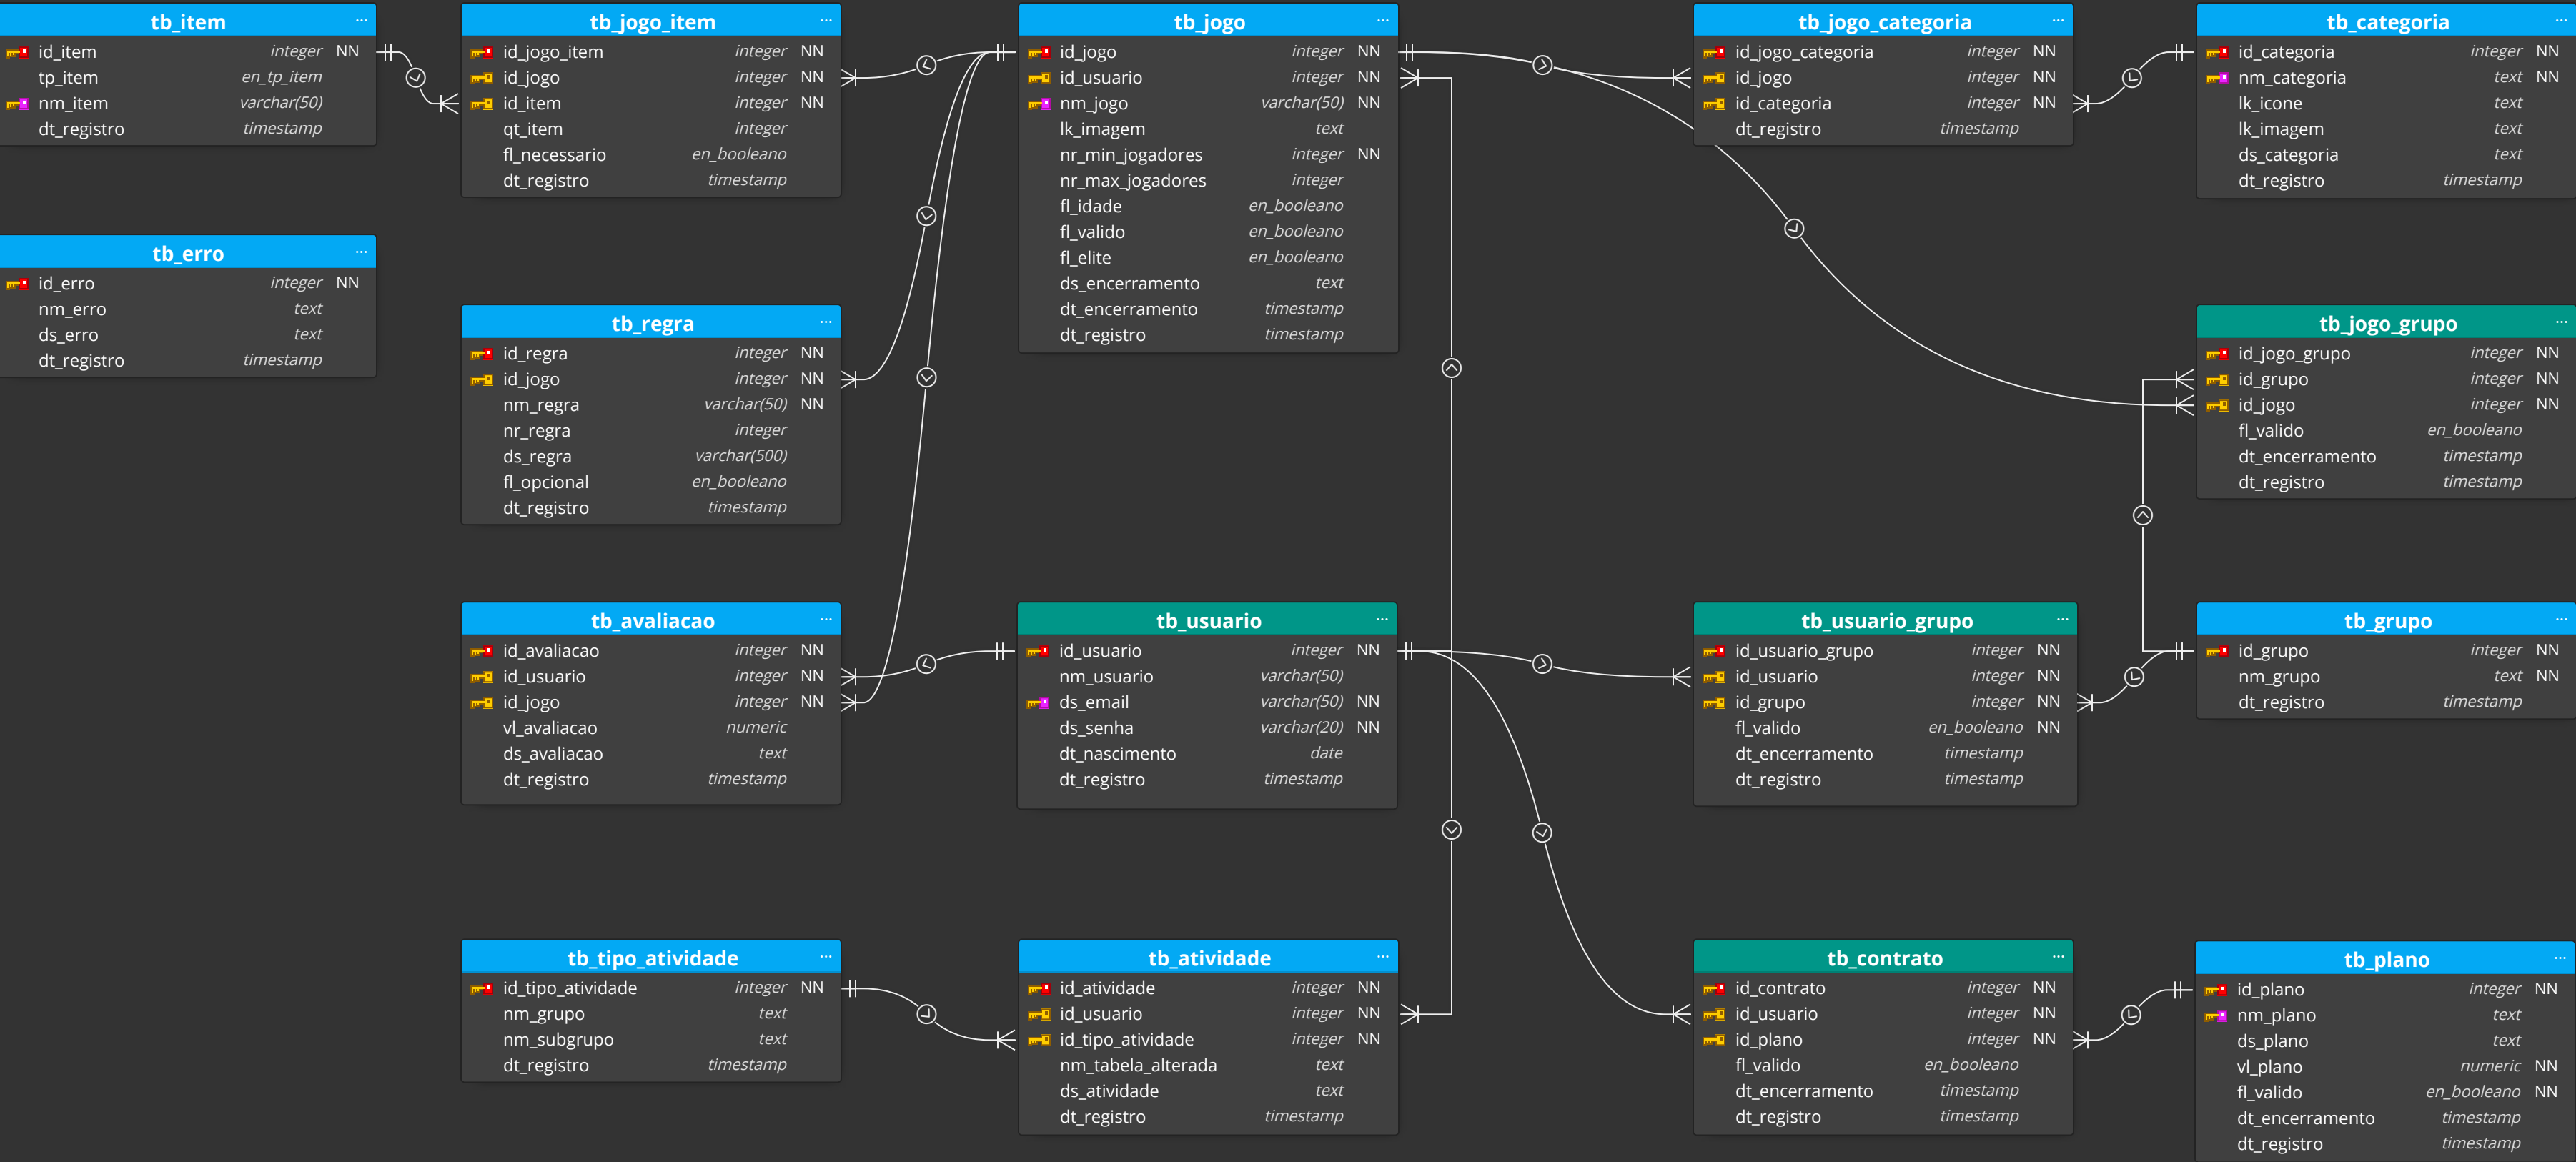 tb_item ...
id_item integer NN
tp_item en_tp_item
nm_item varchar(50)
dt_registro timestamp
tb_jogo_item ...
id_jogo_item integer NN
id_jogo integer NN
id_item integer NN
qt_item integer
fl_necessario en_booleano
dt_registro timestamp
tb_jogo ...
id_jogo integer NN
id_usuario integer NN
nm_jogo varchar(50) NN
lk_imagem text
nr_min_jogadores integer NN
nr_max_jogadores integer
fl_idade en_booleano
fl_valido en_booleano
fl_elite en_booleano
ds_encerramento text
dt_encerramento timestamp
dt_registro timestamp
tb_jogo_categoria ...
id_jogo_categoria integer NN
id_jogo integer NN
id_categoria integer NN
dt_registro timestamp
tb_categoria ...
id_categoria integer NN
nm_categoria text NN
lk_icone text
lk_imagem text
ds_categoria text
dt_registro timestamp
tb_erro ...
id_erro integer NN
nm_erro text
ds_erro text
dt_registro timestamp
tb_regra ...
id_regra integer NN
id_jogo integer NN
nm_regra varchar(50) NN
nr_regra integer
ds_regra varchar(500)
fl_opcional en_booleano
dt_registro timestamp
tb_jogo_grupo ...
id_jogo_grupo integer NN
id_grupo integer NN
id_jogo integer NN
fl_valido en_booleano
dt_encerramento timestamp
dt_registro timestamp
tb_avaliacao ...
id_avaliacao integer NN
id_usuario integer NN
id_jogo integer NN
vl_avaliacao numeric
ds_avaliacao text
dt_registro timestamp
tb_usuario ...
id_usuario integer NN
nm_usuario varchar(50)
ds_email varchar(50) NN
ds_senha varchar(20) NN
dt_nascimento date
dt_registro timestamp
tb_usuario_grupo ...
id_usuario_grupo integer NN
id_usuario integer NN
id_grupo integer NN
fl_valido en_booleano NN
dt_encerramento timestamp
dt_registro timestamp
tb_grupo ...
id_grupo integer NN
nm_grupo text NN
dt_registro timestamp
tb_tipo_atividade ...
id_tipo_atividade integer NN
nm_grupo text
nm_subgrupo text
dt_registro timestamp
tb_atividade ...
id_atividade integer NN
id_usuario integer NN
id_tipo_atividade integer NN
nm_tabela_alterada text
ds_atividade text
dt_registro timestamp
tb_contrato ...
id_contrato integer NN
id_usuario integer NN
id_plano integer NN
fl_valido en_booleano
dt_encerramento timestamp
dt_registro timestamp
tb_plano ...
id_plano integer NN
nm_plano text
ds_plano text
vl_plano numeric NN
fl_valido en_booleano NN
dt_encerramento timestamp
dt_registro timestamp